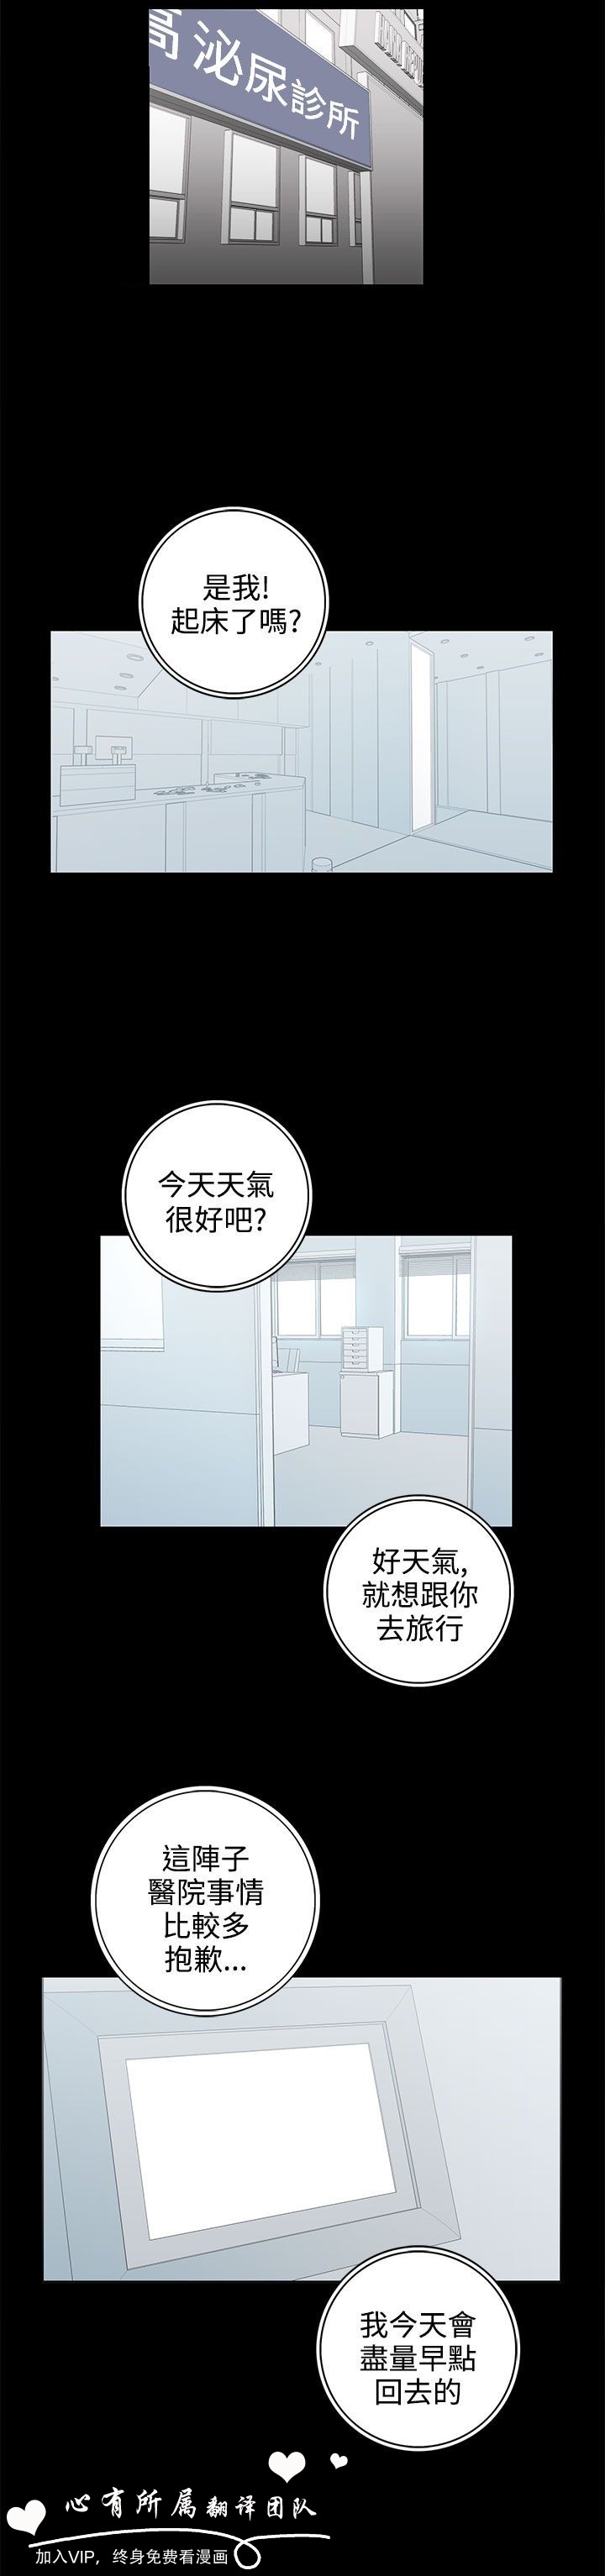 高泌尿診所
是我!
起床了嗎?
今天天氣
很好吧?
好天氣,
就想跟你
去旅行
這陣子
醫院事情
比較多
抱歉...
我今天會
盡量早點
回去的
心有所属翻译团队
加入VIP，终身免费看漫画